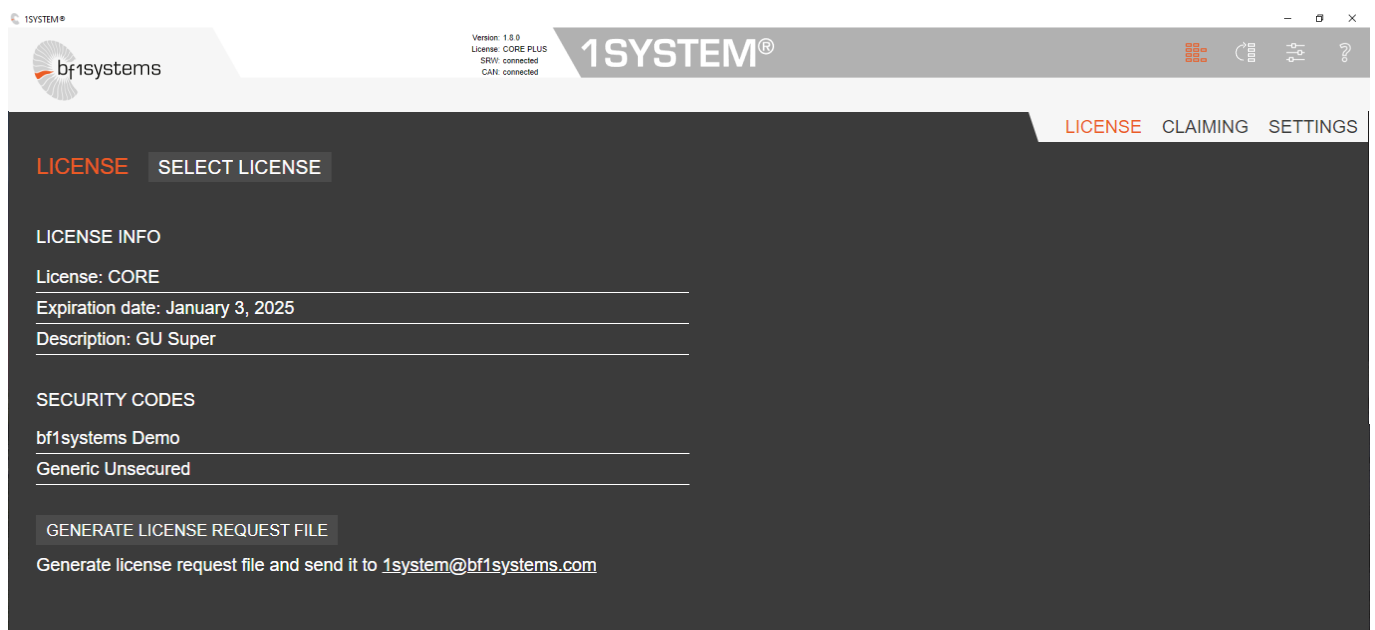 1SYSTEM®
bf1systems
Version: 1.8.0
License: CORE PLUS
SRW: connected
CAN: connected
1SYSTEM®
LICENSE CLAIMING SETTINGS
LICENSE SELECT LICENSE
LICENSE INFO
License: CORE
Expiration date: January 3, 2025
Description: GU Super
SECURITY CODES
bf1systems Demo
Generic Unsecured
GENERATE LICENSE REQUEST FILE
Generate license request file and send it to 1system@bf1systems.com